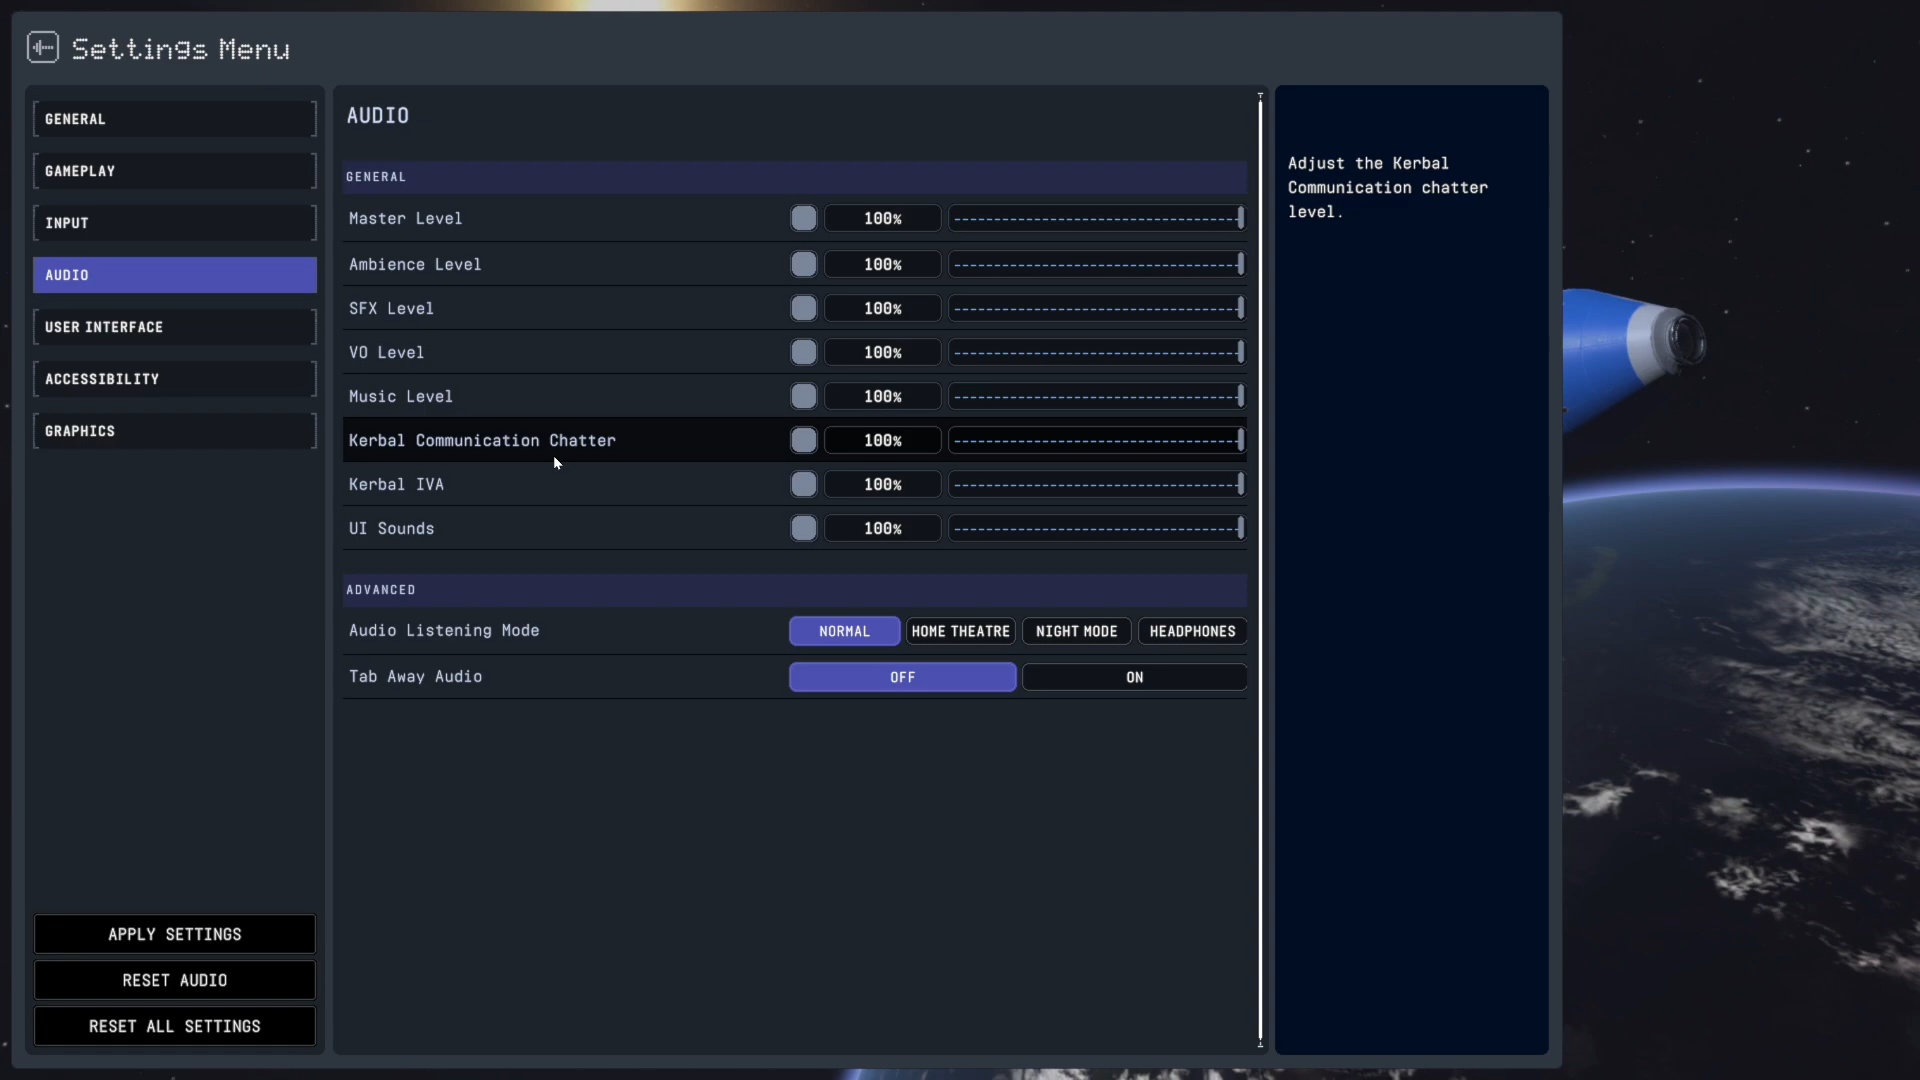 Settings Menu
GENERAL
GAMEPLAY
INPUT
AUDIO
USER INTERFACE
ACCESSIBILITY
GRAPHICS
APPLY SETTINGS
RESET AUDIO
RESET ALL SETTINGS
AUDIO
GENERAL
Master Level 100%
Ambience Level 100%
SFX Level 100%
VO Level 100%
Music Level 100%
Kerbal Communication Chatter 100%
Kerbal IVA 100%
UI Sounds 100%
ADVANCED
Audio Listening Mode NORMAL HOME THEATRE NIGHT MODE HEADPHONES
Tab Away Audio OFF ON
Adjust the Kerbal
Communication chatter
level.